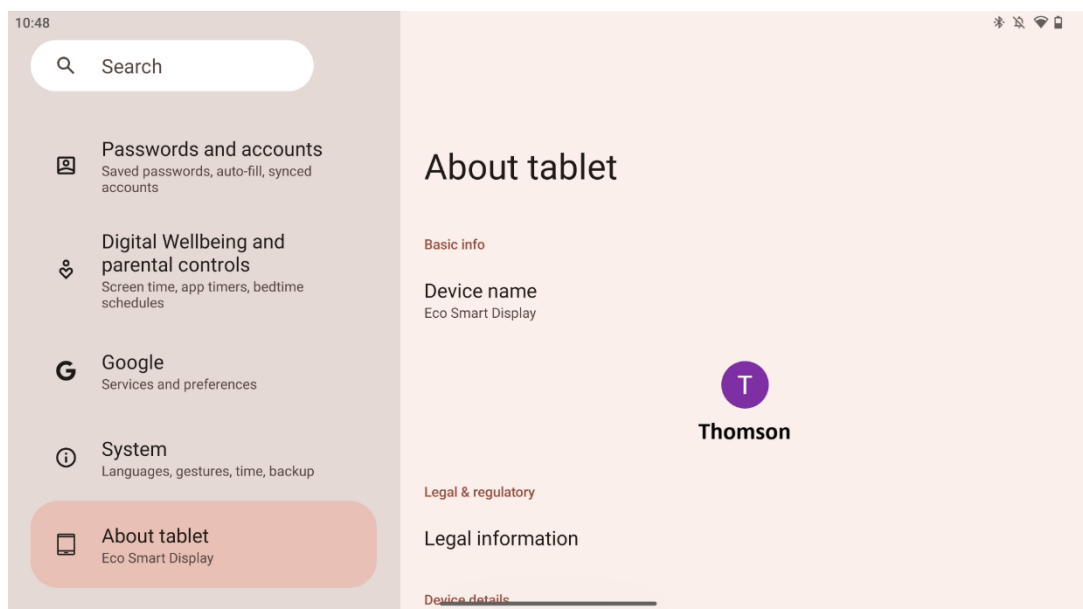 10:48
Search
Passwords and accounts
Saved passwords, auto-fill, synced
accounts
Digital Wellbeing and
parental controls
Screen time, app timers, bedtime
schedules
Google
Services and preferences
System
Languages, gestures, time, backup
About tablet
Eco Smart Display
About tablet
Basic info
Device name
Eco Smart Display
T
Thomson
Legal & regulatory
Legal information
Device details